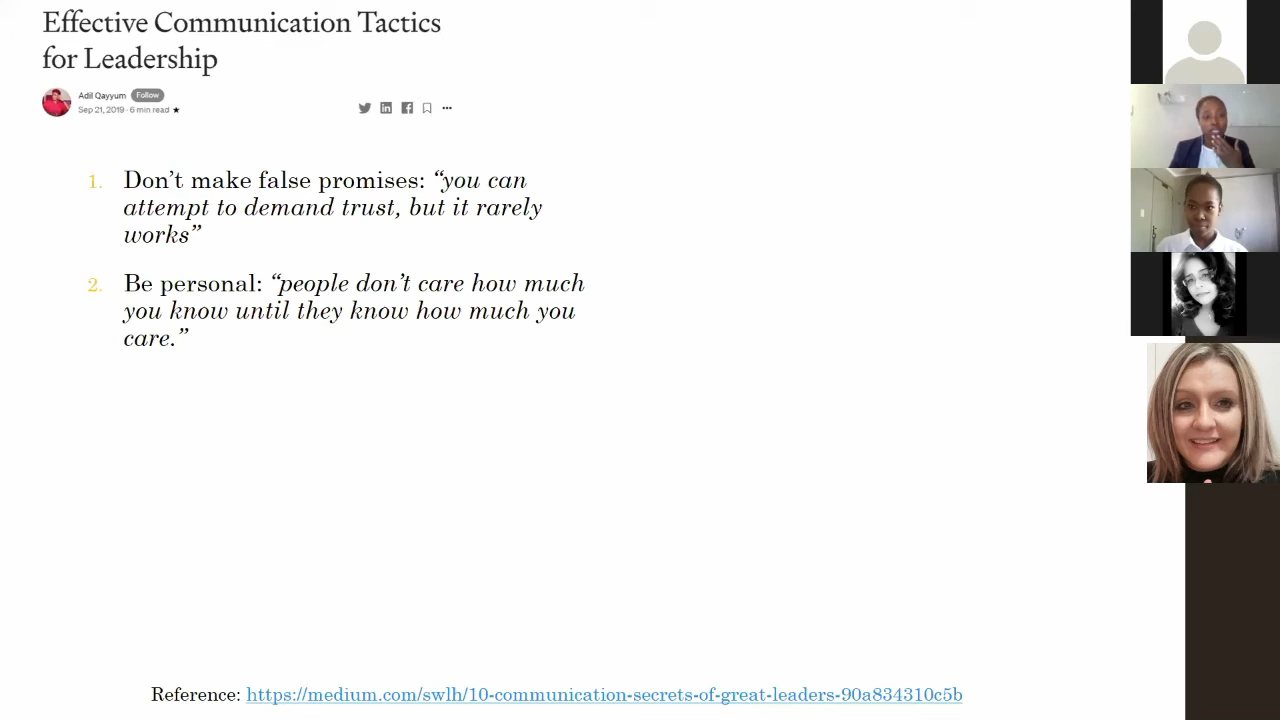 Effective Communication Tactics
for Leadership
Adil Qayyum Follow
Sep 21, 2019 · 6 min read ★
1. Don't make false promises: “you can
attempt to demand trust, but it rarely
works”
2. Be personal: “people don't care how much
you know until they know how much you
care.”
Reference: https://medium.com/swlh/10-communication-secrets-of-great-leaders-90a834310c5b